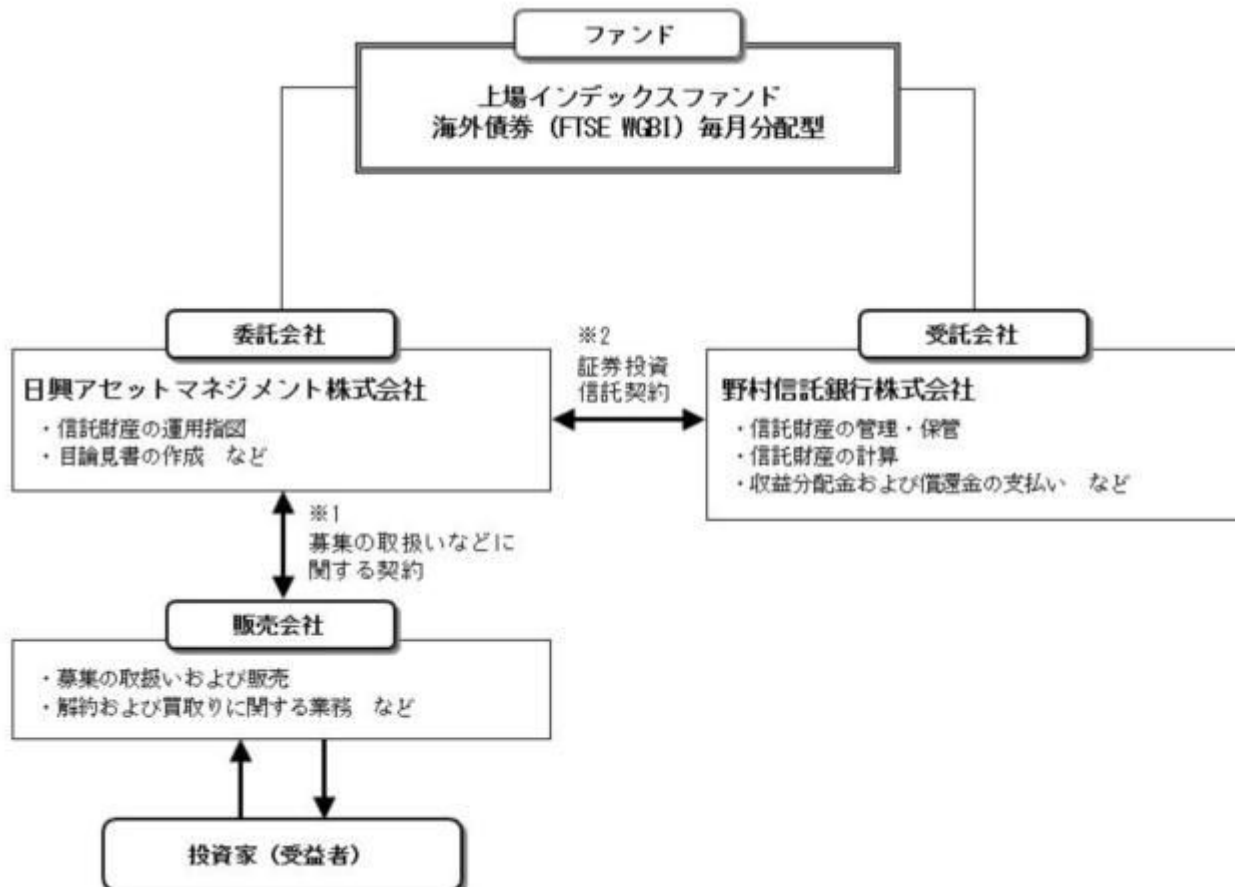 ファンド
上場インデックスファンド
海外債券（FTSE WGBI）毎月分配型
委託会社
日興アセットマネジメント株式会社
・信託財産の運用指図
・目論見書の作成　など
※2
証券投資
信託契約
受託会社
野村信託銀行株式会社
・信託財産の管理・保管
・信託財産の計算
・収益分配金および償還金の支払い　など
※1
募集の取扱いなどに
関する契約
販売会社
・募集の取扱いおよび販売
・解約および買取りに関する業務　など
投資家（受益者）